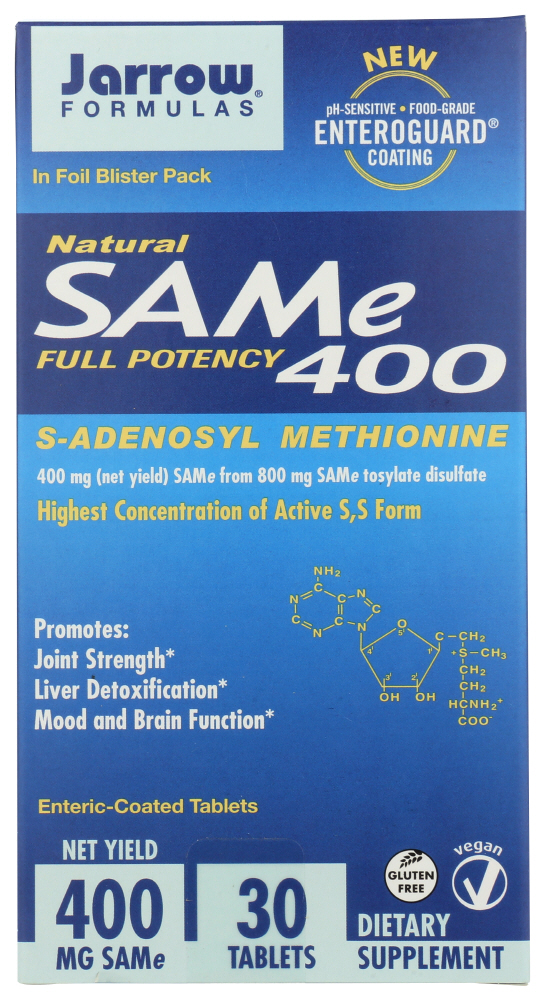 Jarrow®
FORMULAS
NEW
pH-SENSITIVE • FOOD-GRADE
ENTEROGUARD®
COATING
In Foil Blister Pack
Natural
SAMe
FULL POTENCY 400
S-ADENOSYL METHIONINE
400 mg (net yield) SAMe from 800 mg SAMe tosylate disulfate
Highest Concentration of Active S,S Form
NH2
N
C
C
N
C
C
N
C
N
O
5'
4'
1'
3'
2'
OH
OH
C-CH2
+S-CH3
CH2
CH2
HCNH2+
COO-
Promotes:
Joint Strength*
Liver Detoxification*
Mood and Brain Function*
Enteric-Coated Tablets
NET YIELD
400
MG SAMe
30
TABLETS
GLUTEN
FREE
vegan
DIETARY
SUPPLEMENT